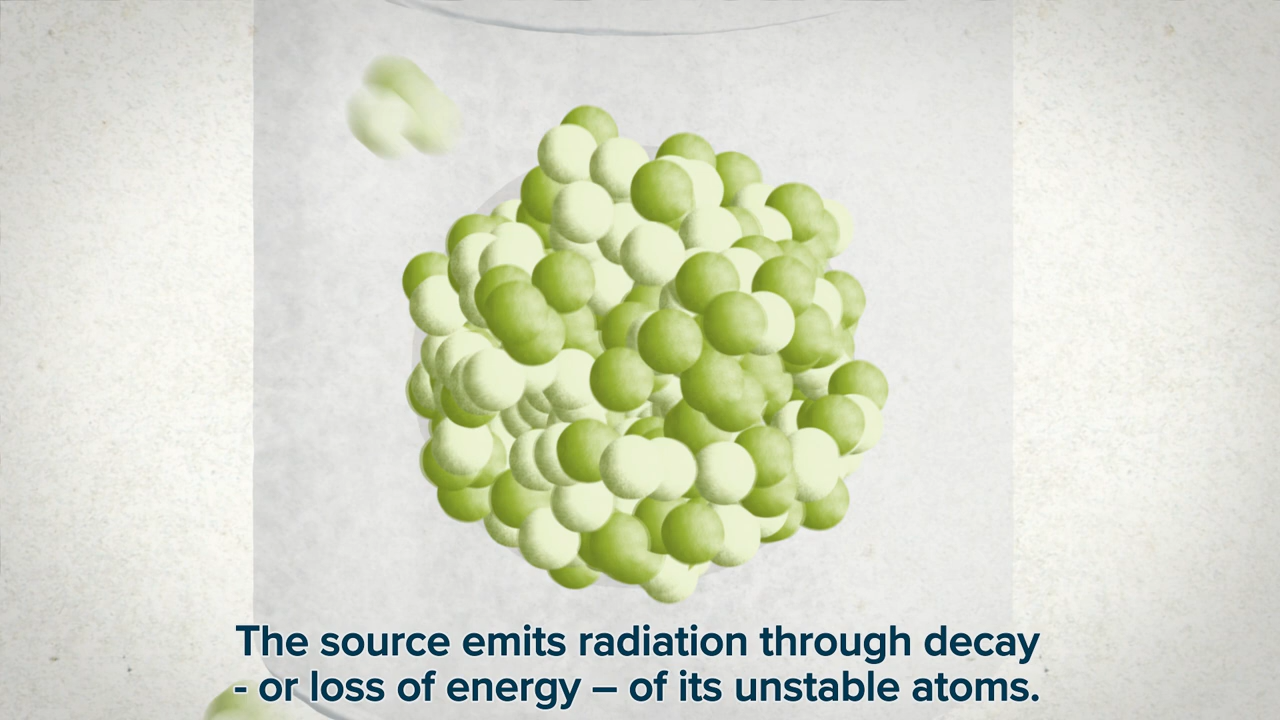 The source emits radiation through decay
- or loss of energy – of its unstable atoms.